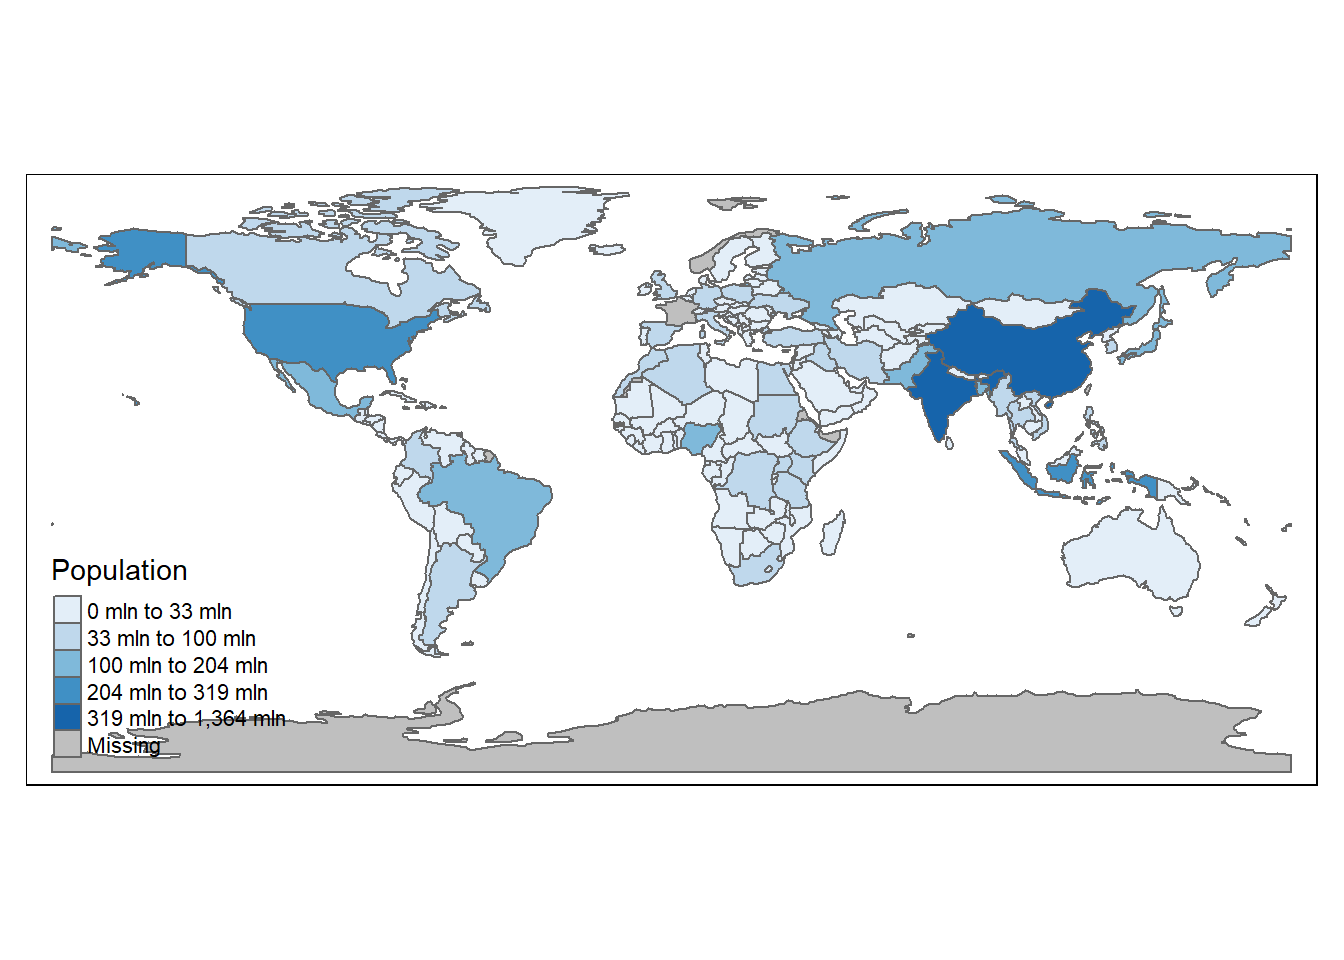 Population
0 mln to 33 mln
33 mln to 100 mln
100 mln to 204 mln
204 mln to 319 mln
319 mln to 1,364 mln
Missing